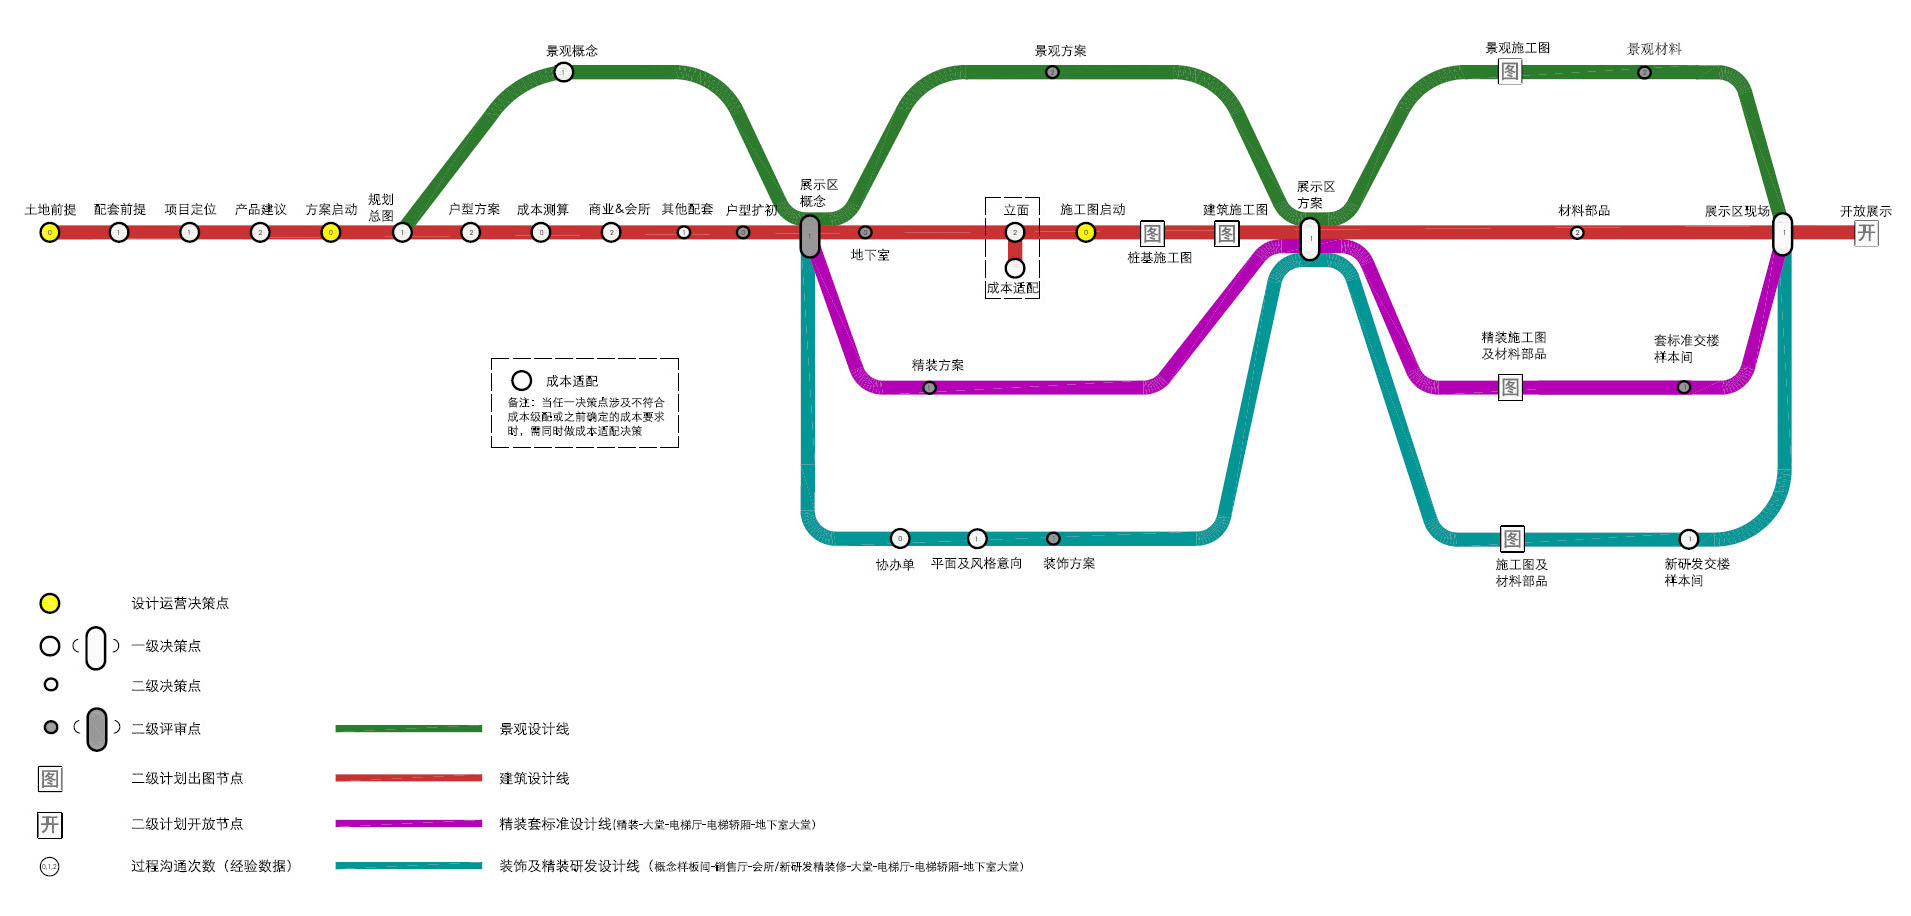 景观概念
景观方案
景观施工图
景观材料
图
土地前提
配套前提
项目定位
产品建议
方案启动
规划
总图
户型方案
成本测算
商业&会所
其他配套
户型扩初
展示区
概念
地下室
立面
成本适配
施工图启动
桩基施工图
建筑施工图
展示区
方案
材料部品
展示区现场
开放展示
0
1
1
2
0
1
2
0
2
1
2
0
图
图
1
2
1
开
成本适配
备注：当任一决策点涉及不符合
成本级配或之前确定的成本要求
时，需同时做成本适配决策
精装方案
精装施工图
及材料部品
图
套标准交楼
样本间
协办单
平面及风格意向
装饰方案
0
1
图
1
施工图及
材料部品
新研发交楼
样本间
设计运营决策点
一级决策点
二级决策点
二级评审点
图 二级计划出图节点
开 二级计划开放节点
0,1,2 过程沟通次数（经验数据）
景观设计线
建筑设计线
精装套标准设计线(精装-大堂-电梯厅-电梯轿厢-地下室大堂)
装饰及精装研发设计线（概念样板间-销售厅-会所/新研发精装修-大堂-电梯厅-电梯轿厢-地下室大堂）